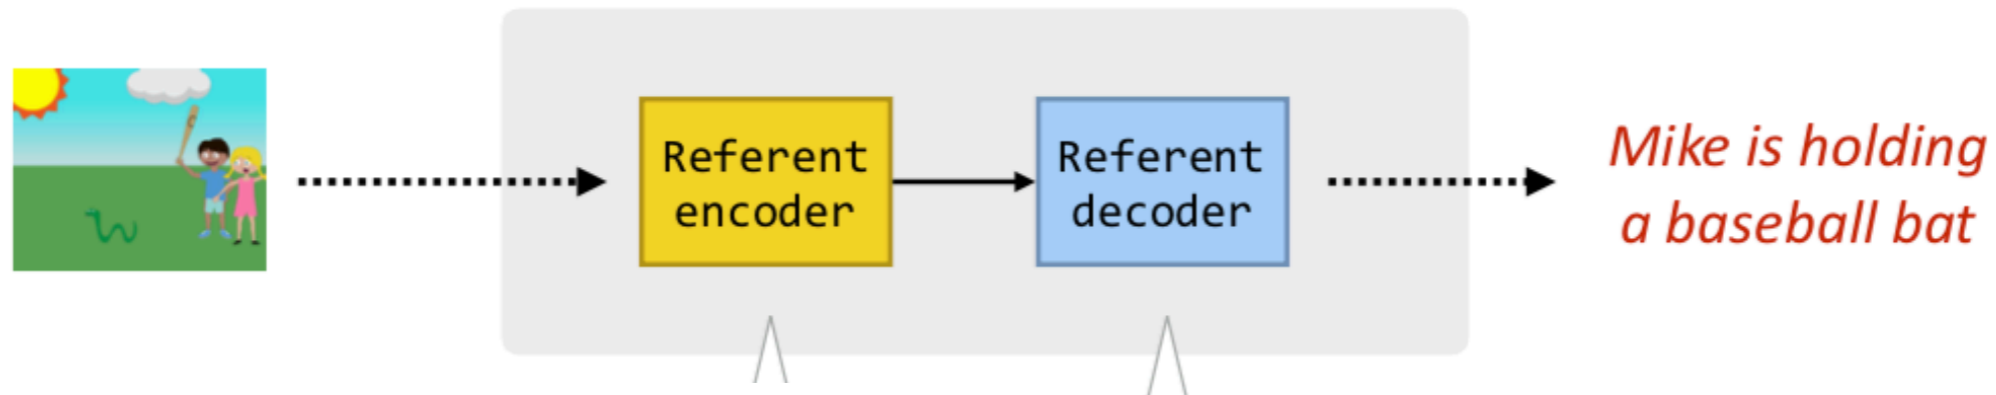 Referent
encoder
Referent
decoder
Mike is holding
a baseball bat